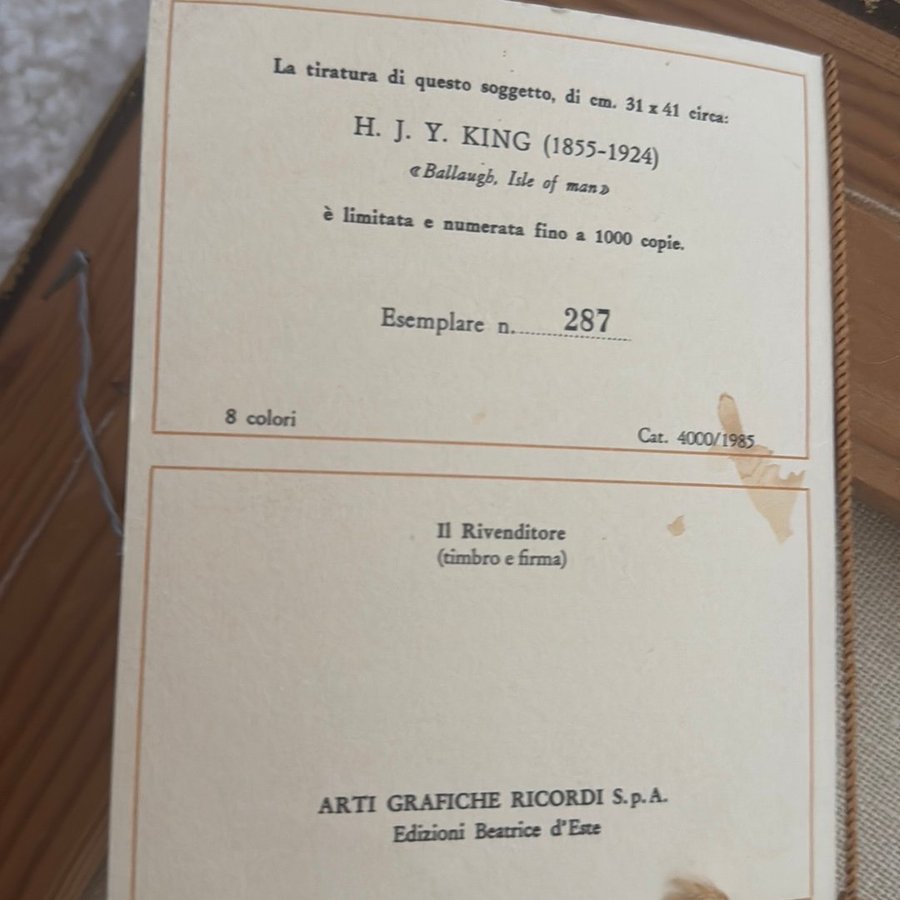 La tiratura di questo soggetto, di cm. 31 x 41 circa:
H. J. Y. KING (1855-1924)
«Ballaugh, Isle of man»
è limitata e numerata fino a 1000 copie.
Esemplare n. 287
8 colori
Cat. 4000/1985
Il Rivenditore
(timbro e firma)
ARTI GRAFICHE RICORDI S.p.A.
Edizioni Beatrice d'Este